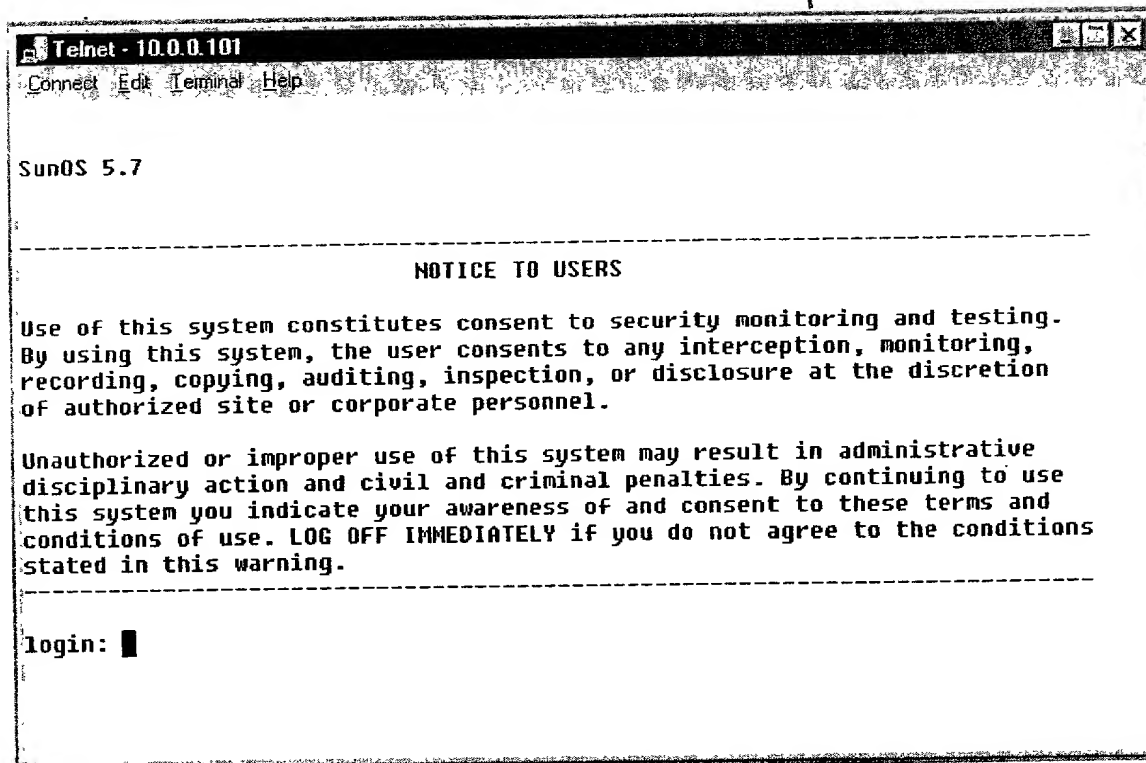 Telnet - 10.0.0.101
Connect Edit Terminal Help
SunOS 5.7
--------------------------------------------------------------------------------
NOTICE TO USERS
Use of this system constitutes consent to security monitoring and testing.
By using this system, the user consents to any interception, monitoring,
recording, copying, auditing, inspection, or disclosure at the discretion
of authorized site or corporate personnel.
Unauthorized or improper use of this system may result in administrative
disciplinary action and civil and criminal penalties. By continuing to use
this system you indicate your awareness of and consent to these terms and
conditions of use. LOG OFF IMMEDIATELY if you do not agree to the conditions
stated in this warning.
--------------------------------------------------------------------------------
login: